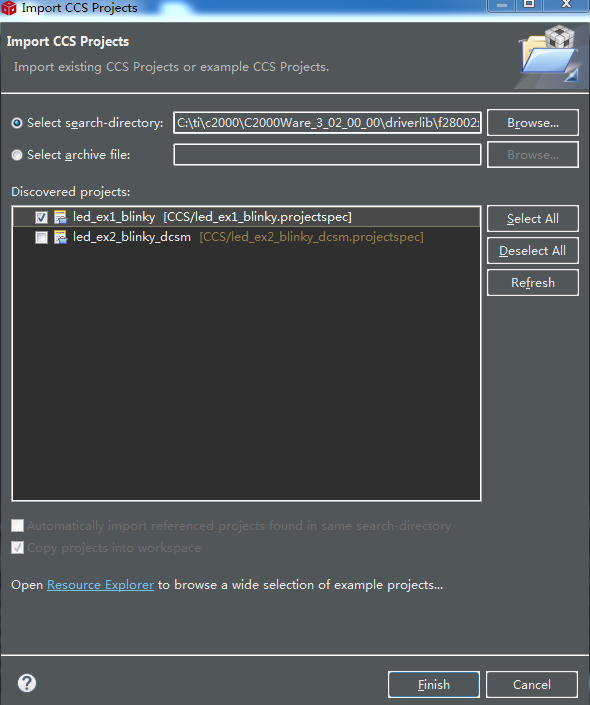 Import CCS Projects
Import CCS Projects
Import existing CCS Projects or example CCS Projects.
Select search-directory: C:\ti\c2000\C2000Ware_3_02_00_00\driverlib\f28002 Browse...
Select archive file: Browse...
Discovered projects:
led_ex1_blinky [CCS/led_ex1_blinky.projectspec] Select All
led_ex2_blinky_dcsm [CCS/led_ex2_blinky_dcsm.projectspec]
Deselect All
Refresh
Automatically import referenced projects found in same search-directory
Copy projects into workspace
Open Resource Explorer to browse a wide selection of example projects...
? Finish Cancel